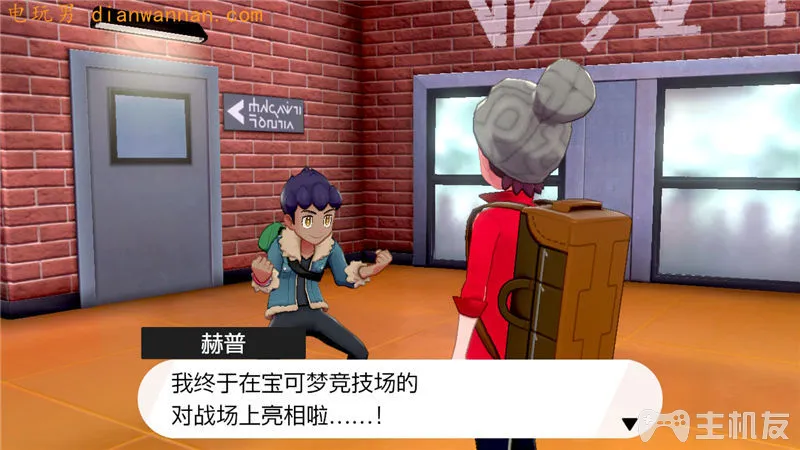 电玩男 dianwannan.com
赫普
我终于在宝可梦竞技场的
对战场上亮相啦……！
主机友